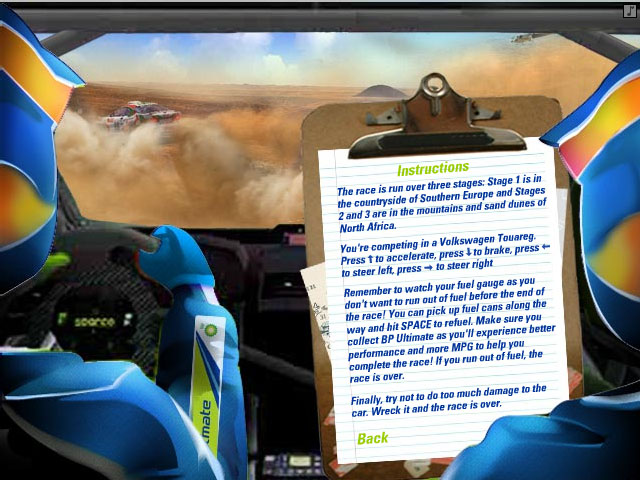 Instructions
The race is run over three stages: Stage 1 is in
the countryside of Southern Europe and Stages
2 and 3 are in the mountains and sand dunes of
North Africa.
You're competing in a Volkswagen Touareg.
Press ↑ to accelerate, press ↓ to brake, press ←
to steer left, press → to steer right
Remember to watch your fuel gauge as you
don't want to run out of fuel before the end of
the race! You can pick up fuel cans along the
way and hit SPACE to refuel. Make sure you
collect BP Ultimate as you'll experience better
performance and more MPG to help you
complete the race! If you run out of fuel, the
race is over.
Finally, try not to do too much damage to the
car. Wreck it and the race is over.
Back
sparco
bp